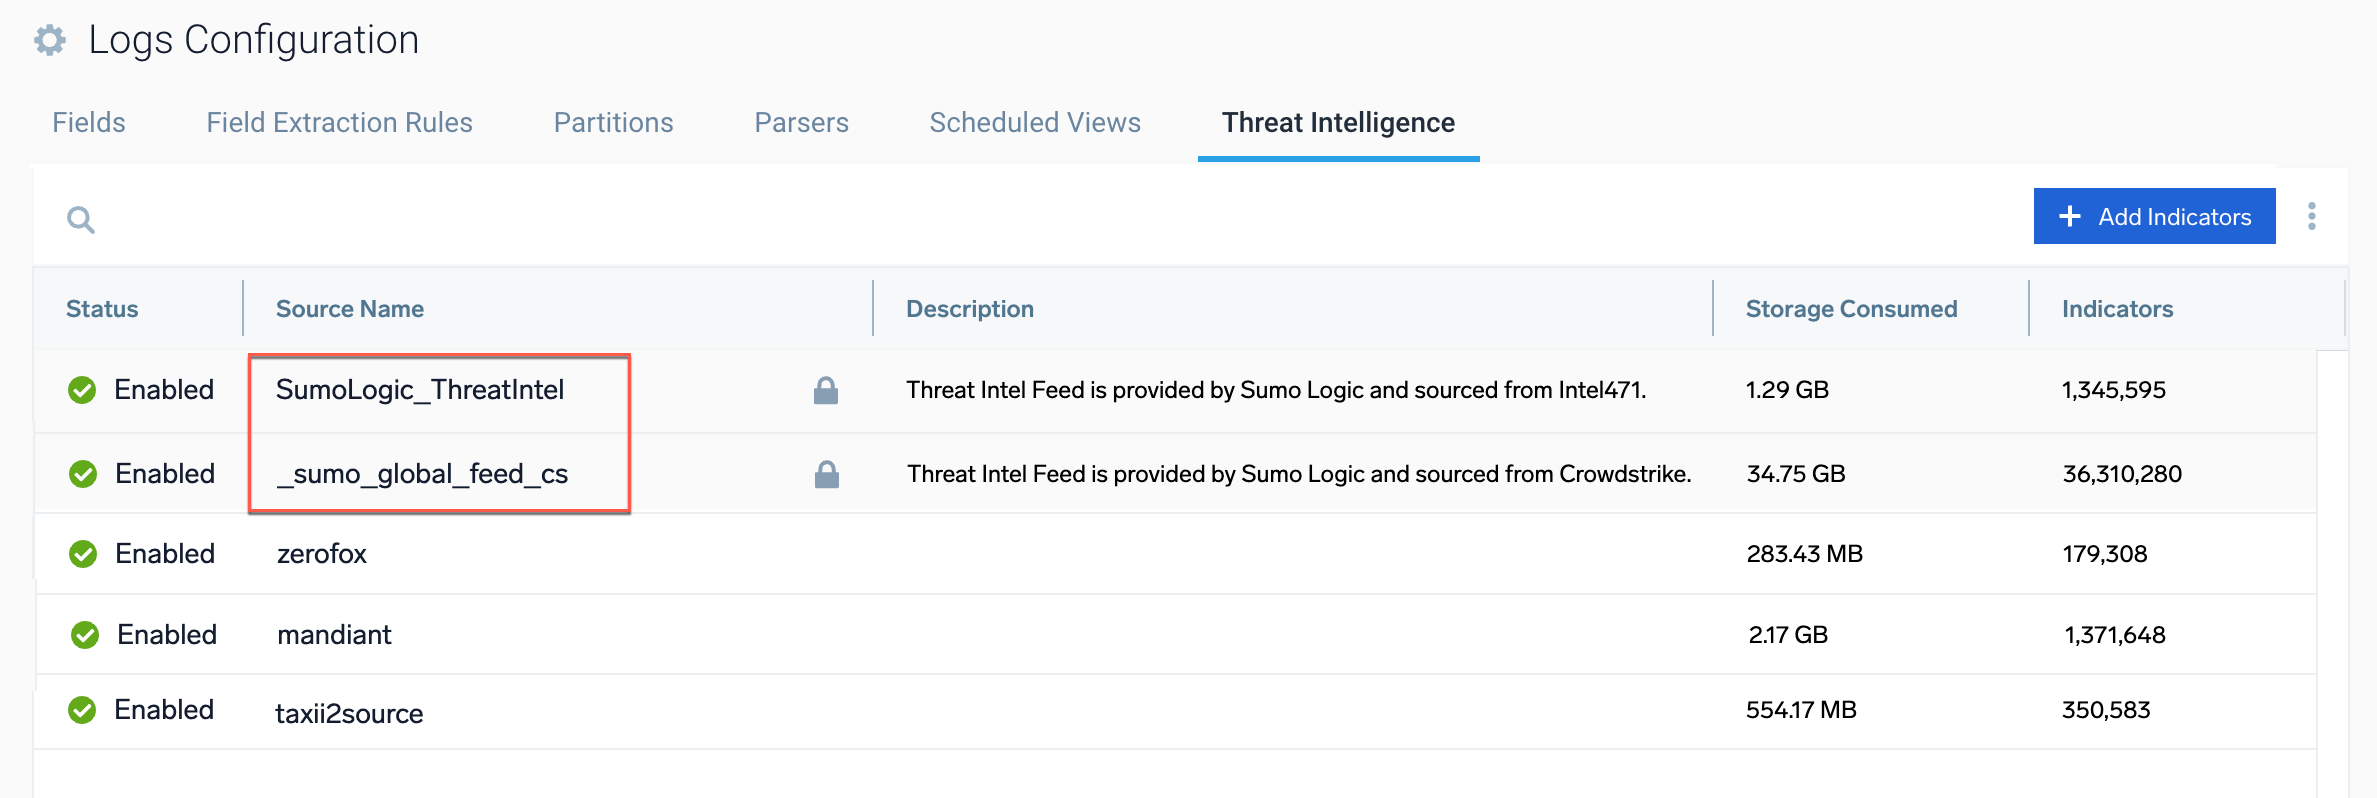 Logs Configuration
Fields Field Extraction Rules Partitions Parsers Scheduled Views Threat Intelligence
+ Add Indicators
Status Source Name Description Storage Consumed Indicators
Enabled SumoLogic_ThreatIntel Threat Intel Feed is provided by Sumo Logic and sourced from Intel471. 1.29 GB 1,345,595
Enabled _sumo_global_feed_cs Threat Intel Feed is provided by Sumo Logic and sourced from Crowdstrike. 34.75 GB 36,310,280
Enabled zerofox 283.43 MB 179,308
Enabled mandiant 2.17 GB 1,371,648
Enabled taxii2source 554.17 MB 350,583